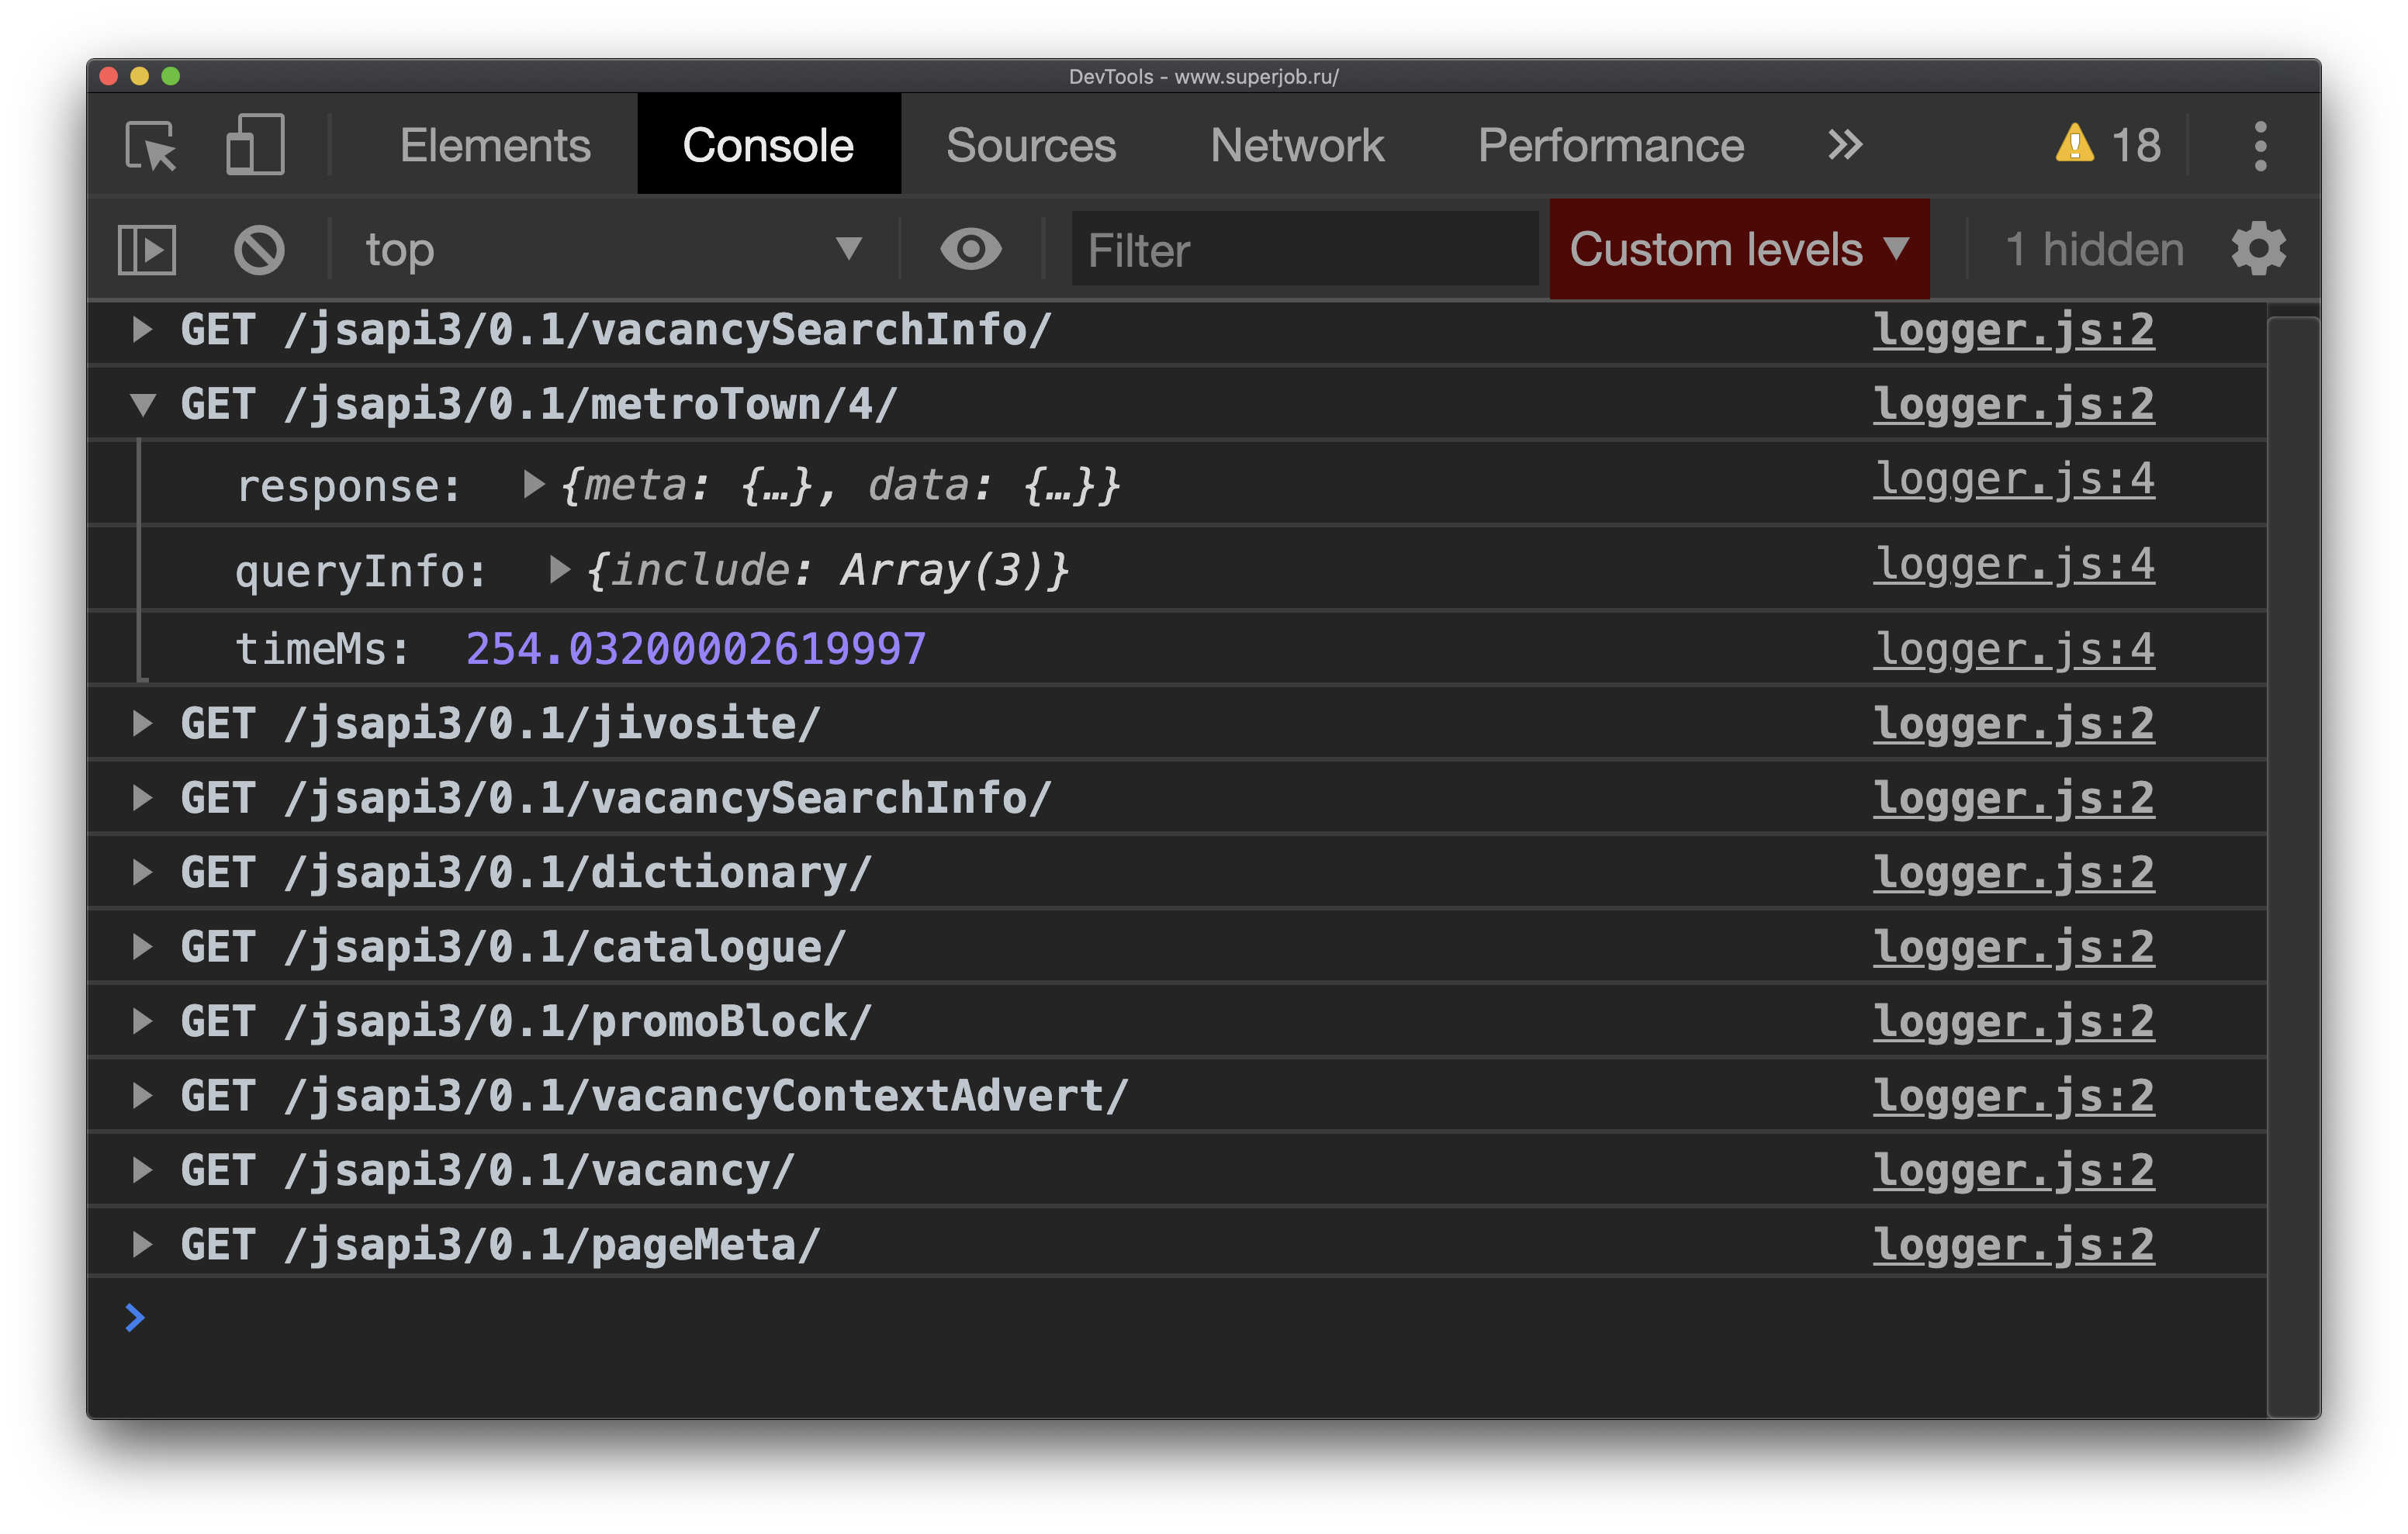 DevTools - www.superjob.ru/
Elements Console Sources Network Performance » 18
top ▼ Filter Custom levels ▼ 1 hidden
▶ GET /jsapi3/0.1/vacancySearchInfo/ logger.js:2
▼ GET /jsapi3/0.1/metroTown/4/ logger.js:2
response: ▶ {meta: {…}, data: {…}} logger.js:4
queryInfo: ▶ {include: Array(3)} logger.js:4
timeMs: 254.03200002619997 logger.js:4
▶ GET /jsapi3/0.1/jivosite/ logger.js:2
▶ GET /jsapi3/0.1/vacancySearchInfo/ logger.js:2
▶ GET /jsapi3/0.1/dictionary/ logger.js:2
▶ GET /jsapi3/0.1/catalogue/ logger.js:2
▶ GET /jsapi3/0.1/promoBlock/ logger.js:2
▶ GET /jsapi3/0.1/vacancyContextAdvert/ logger.js:2
▶ GET /jsapi3/0.1/vacancy/ logger.js:2
▶ GET /jsapi3/0.1/pageMeta/ logger.js:2
>